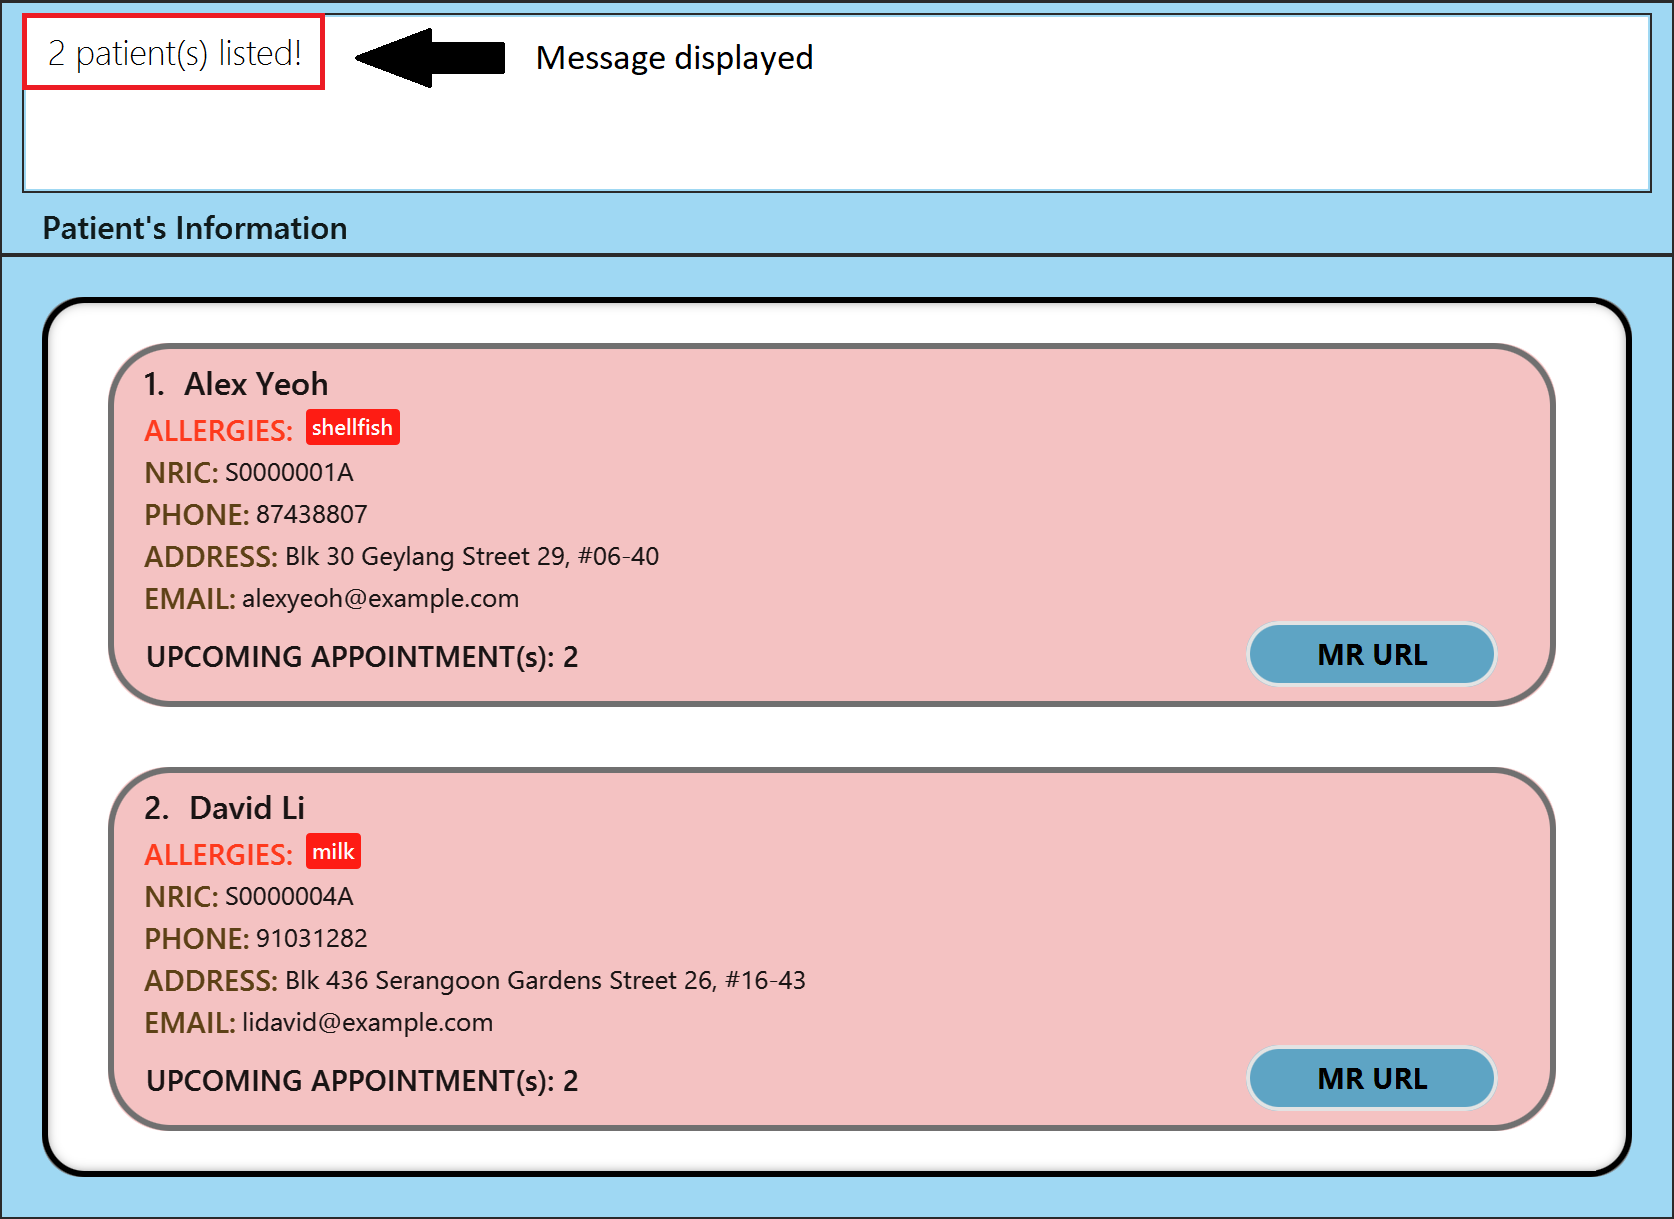 2 patient(s) listed!
Message displayed
Patient's Information
1. Alex Yeoh
ALLERGIES: shellfish
NRIC: S0000001A
PHONE: 87438807
ADDRESS: Blk 30 Geylang Street 29, #06-40
EMAIL: alexyeoh@example.com
UPCOMING APPOINTMENT(s): 2
MR URL
2. David Li
ALLERGIES: milk
NRIC: S0000004A
PHONE: 91031282
ADDRESS: Blk 436 Serangoon Gardens Street 26, #16-43
EMAIL: lidavid@example.com
UPCOMING APPOINTMENT(s): 2
MR URL